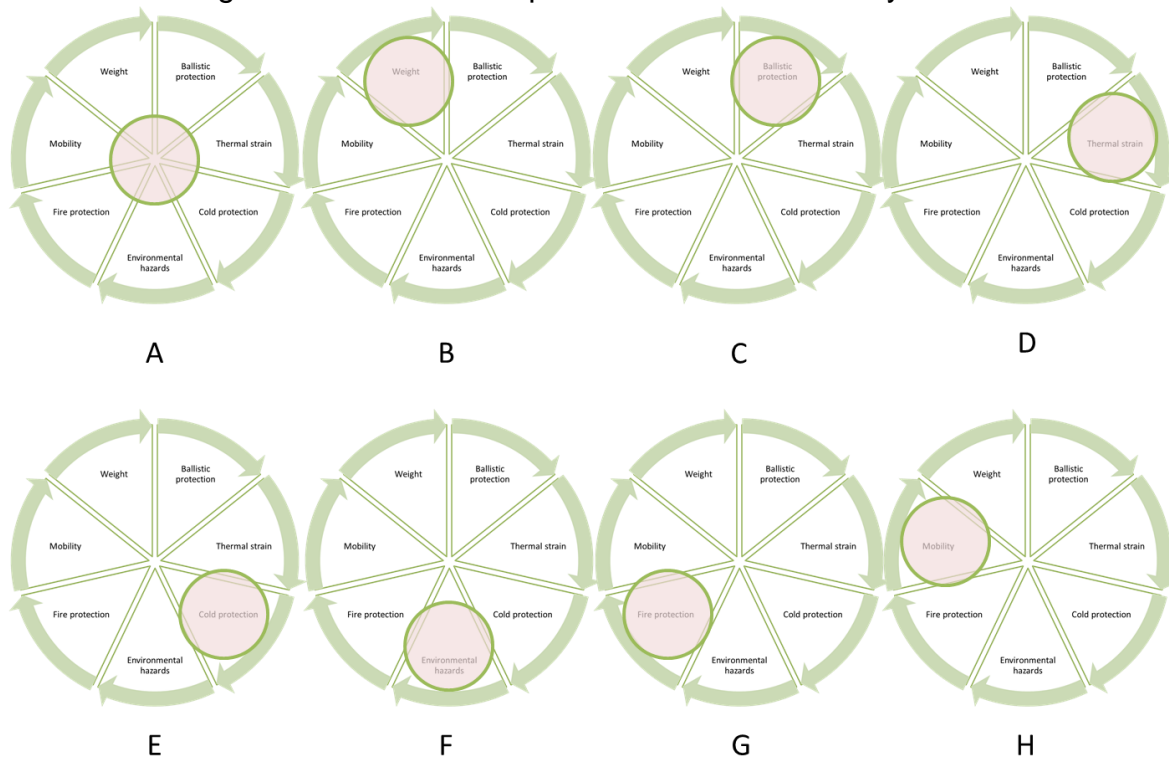 Weight
Ballistic
protection
Mobility
Thermal strain
Fire protection
Cold protection
Environmental
hazards
Weight
Ballistic
protection
Mobility
Thermal strain
Fire protection
Cold protection
Environmental
hazards
Weight
Ballistic
protection
Mobility
Thermal strain
Fire protection
Cold protection
Environmental
hazards
Weight
Ballistic
protection
Mobility
Thermal strain
Fire protection
Cold protection
Environmental
hazards
A
B
C
D
Weight
Ballistic
protection
Mobility
Thermal strain
Fire protection
Cold protection
Environmental
hazards
Weight
Ballistic
protection
Mobility
Thermal strain
Fire protection
Cold protection
Environmental
hazards
Weight
Ballistic
protection
Mobility
Thermal strain
Fire protection
Cold protection
Environmental
hazards
Weight
Ballistic
protection
Mobility
Thermal strain
Fire protection
Cold protection
Environmental
hazards
E
F
G
H